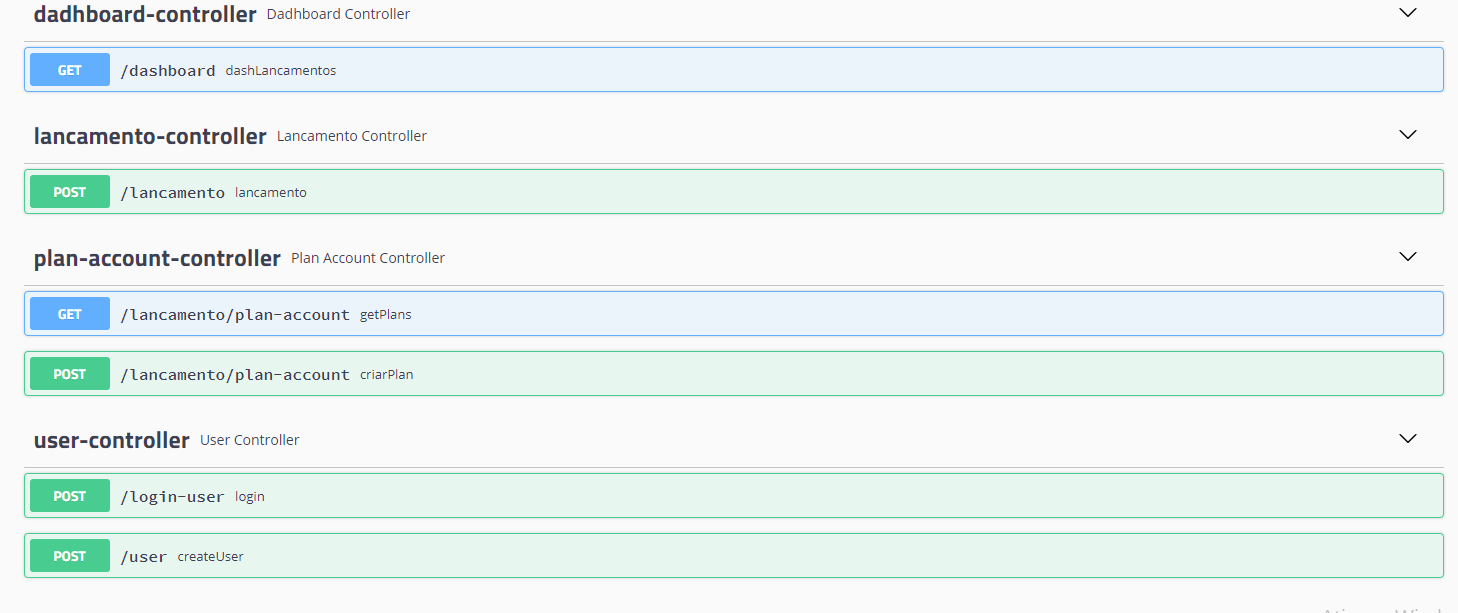 dadhboard-controller Dadhboard Controller
GET /dashboard dashLancamentos
lancamento-controller Lancamento Controller
POST /lancamento lancamento
plan-account-controller Plan Account Controller
GET /lancamento/plan-account getPlans
POST /lancamento/plan-account criarPlan
user-controller User Controller
POST /login-user login
POST /user createUser